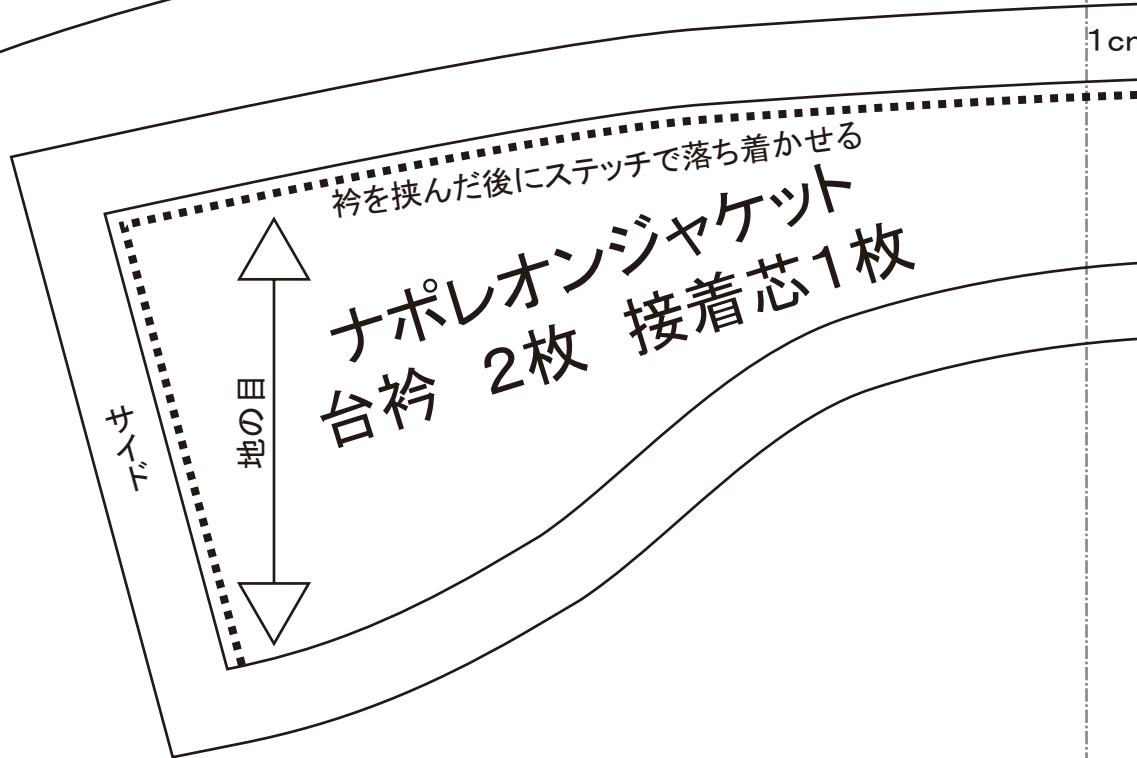 1cm
衿を挟んだ後にステッチで落ち着かせる
ナポレオンジャケット
台衿 2枚 接着芯1枚
地の目
サイド